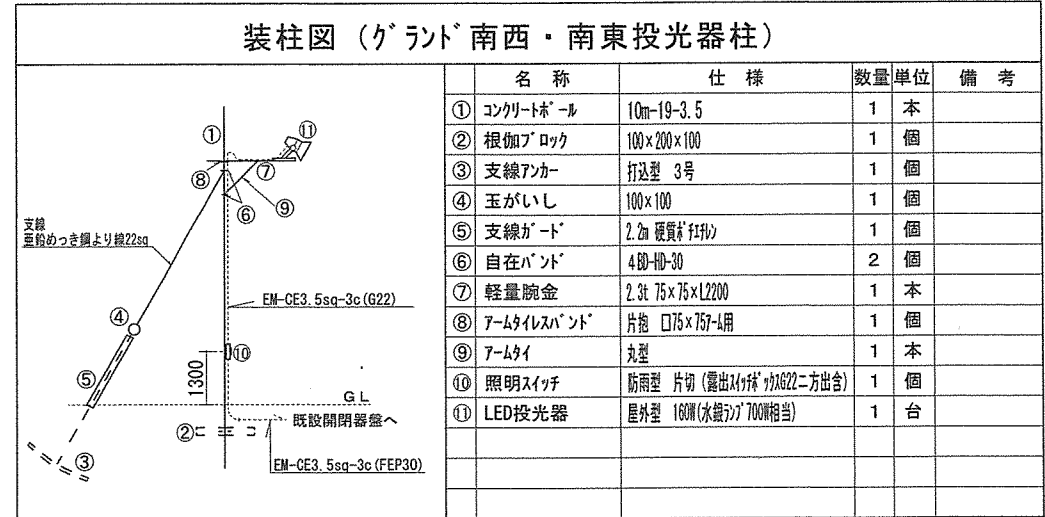 装柱図（ｸﾞﾗﾝﾄﾞ南西・南東投光器柱）
名 称 仕 様 数量 単位 備 考
① ｺﾝｸﾘｰﾄﾎﾟｰﾙ 10m-19-3.5 1 本
② 根伽ﾌﾞﾛｯｸ 100×200×100 1 個
③ 支線ｱﾝｶｰ 打込型 3号 1 個
④ 玉がいし 100×100 1 個
⑤ 支線ｶﾞｰﾄﾞ 2.2m 硬質ﾎﾟﾁｴﾁﾚﾝ 1 個
⑥ 自在ﾊﾞﾝﾄﾞ 4BD-HD-30 2 個
⑦ 軽量腕金 2.3t 75×75×L2200 1 本
⑧ ｱｰﾑﾀｲﾚｽﾊﾞﾝﾄﾞ 片抱 □75×75ｱｰﾑ用 1 個
⑨ ｱｰﾑﾀｲ 丸型 1 本
⑩ 照明ｽｲｯﾁ 防雨型 片切 (露出ｽｲｯﾁﾎﾞｯｸｽG22二方出含) 1 個
⑪ LED投光器 屋外型 160W(水銀ﾗﾝﾌﾟ700W相当) 1 台
①
⑪
⑦
⑧
⑥
⑨
支線
亜鉛めっき鋼より線22sq
EM-CE3.5sq-3c(G22)
④
⑩
1300
⑤
GL
既設開閉器盤へ
②
③
EM-CE3.5sq-3c(FEP30)